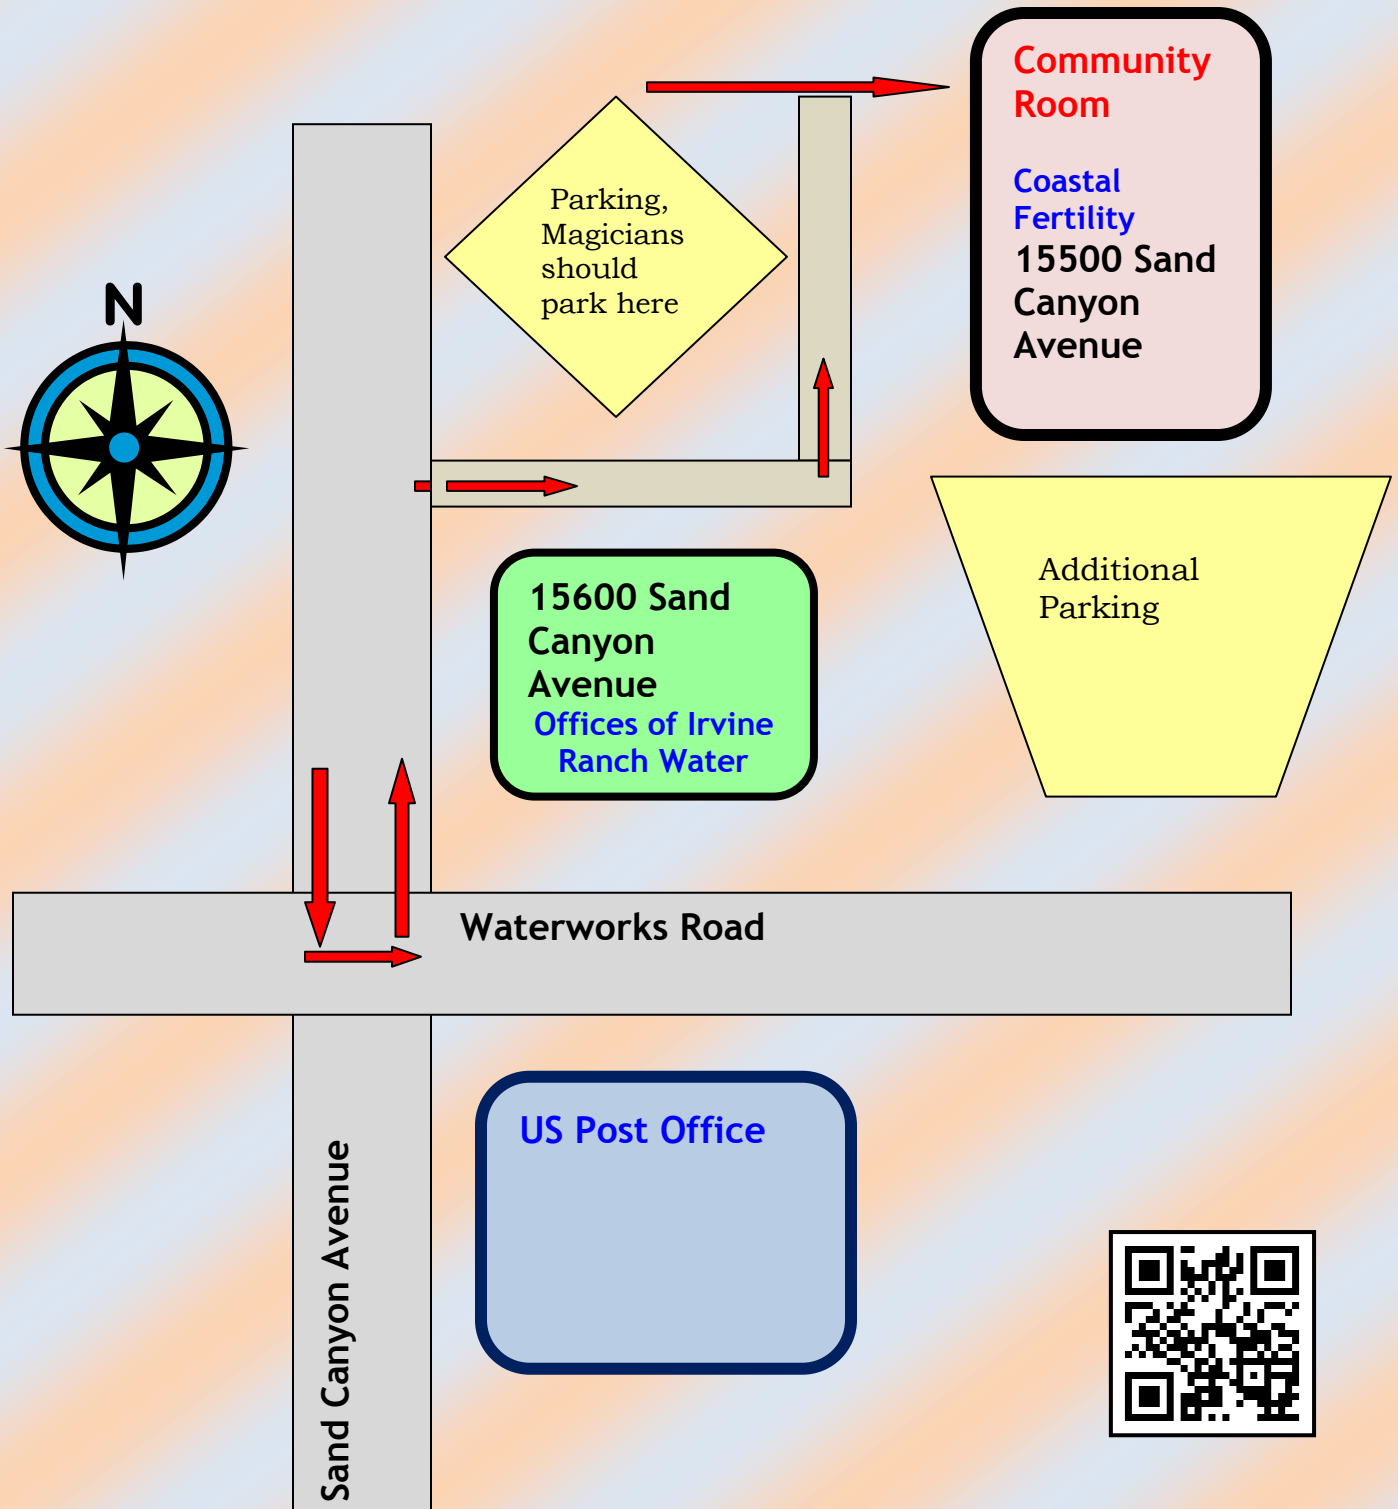 Community
Room
Coastal
Fertility
15500 Sand
Canyon
Avenue
Parking,
Magicians
should
park here
N
Additional
Parking
15600 Sand
Canyon
Avenue
Offices of Irvine
Ranch Water
Waterworks Road
US Post Office
Sand Canyon Avenue